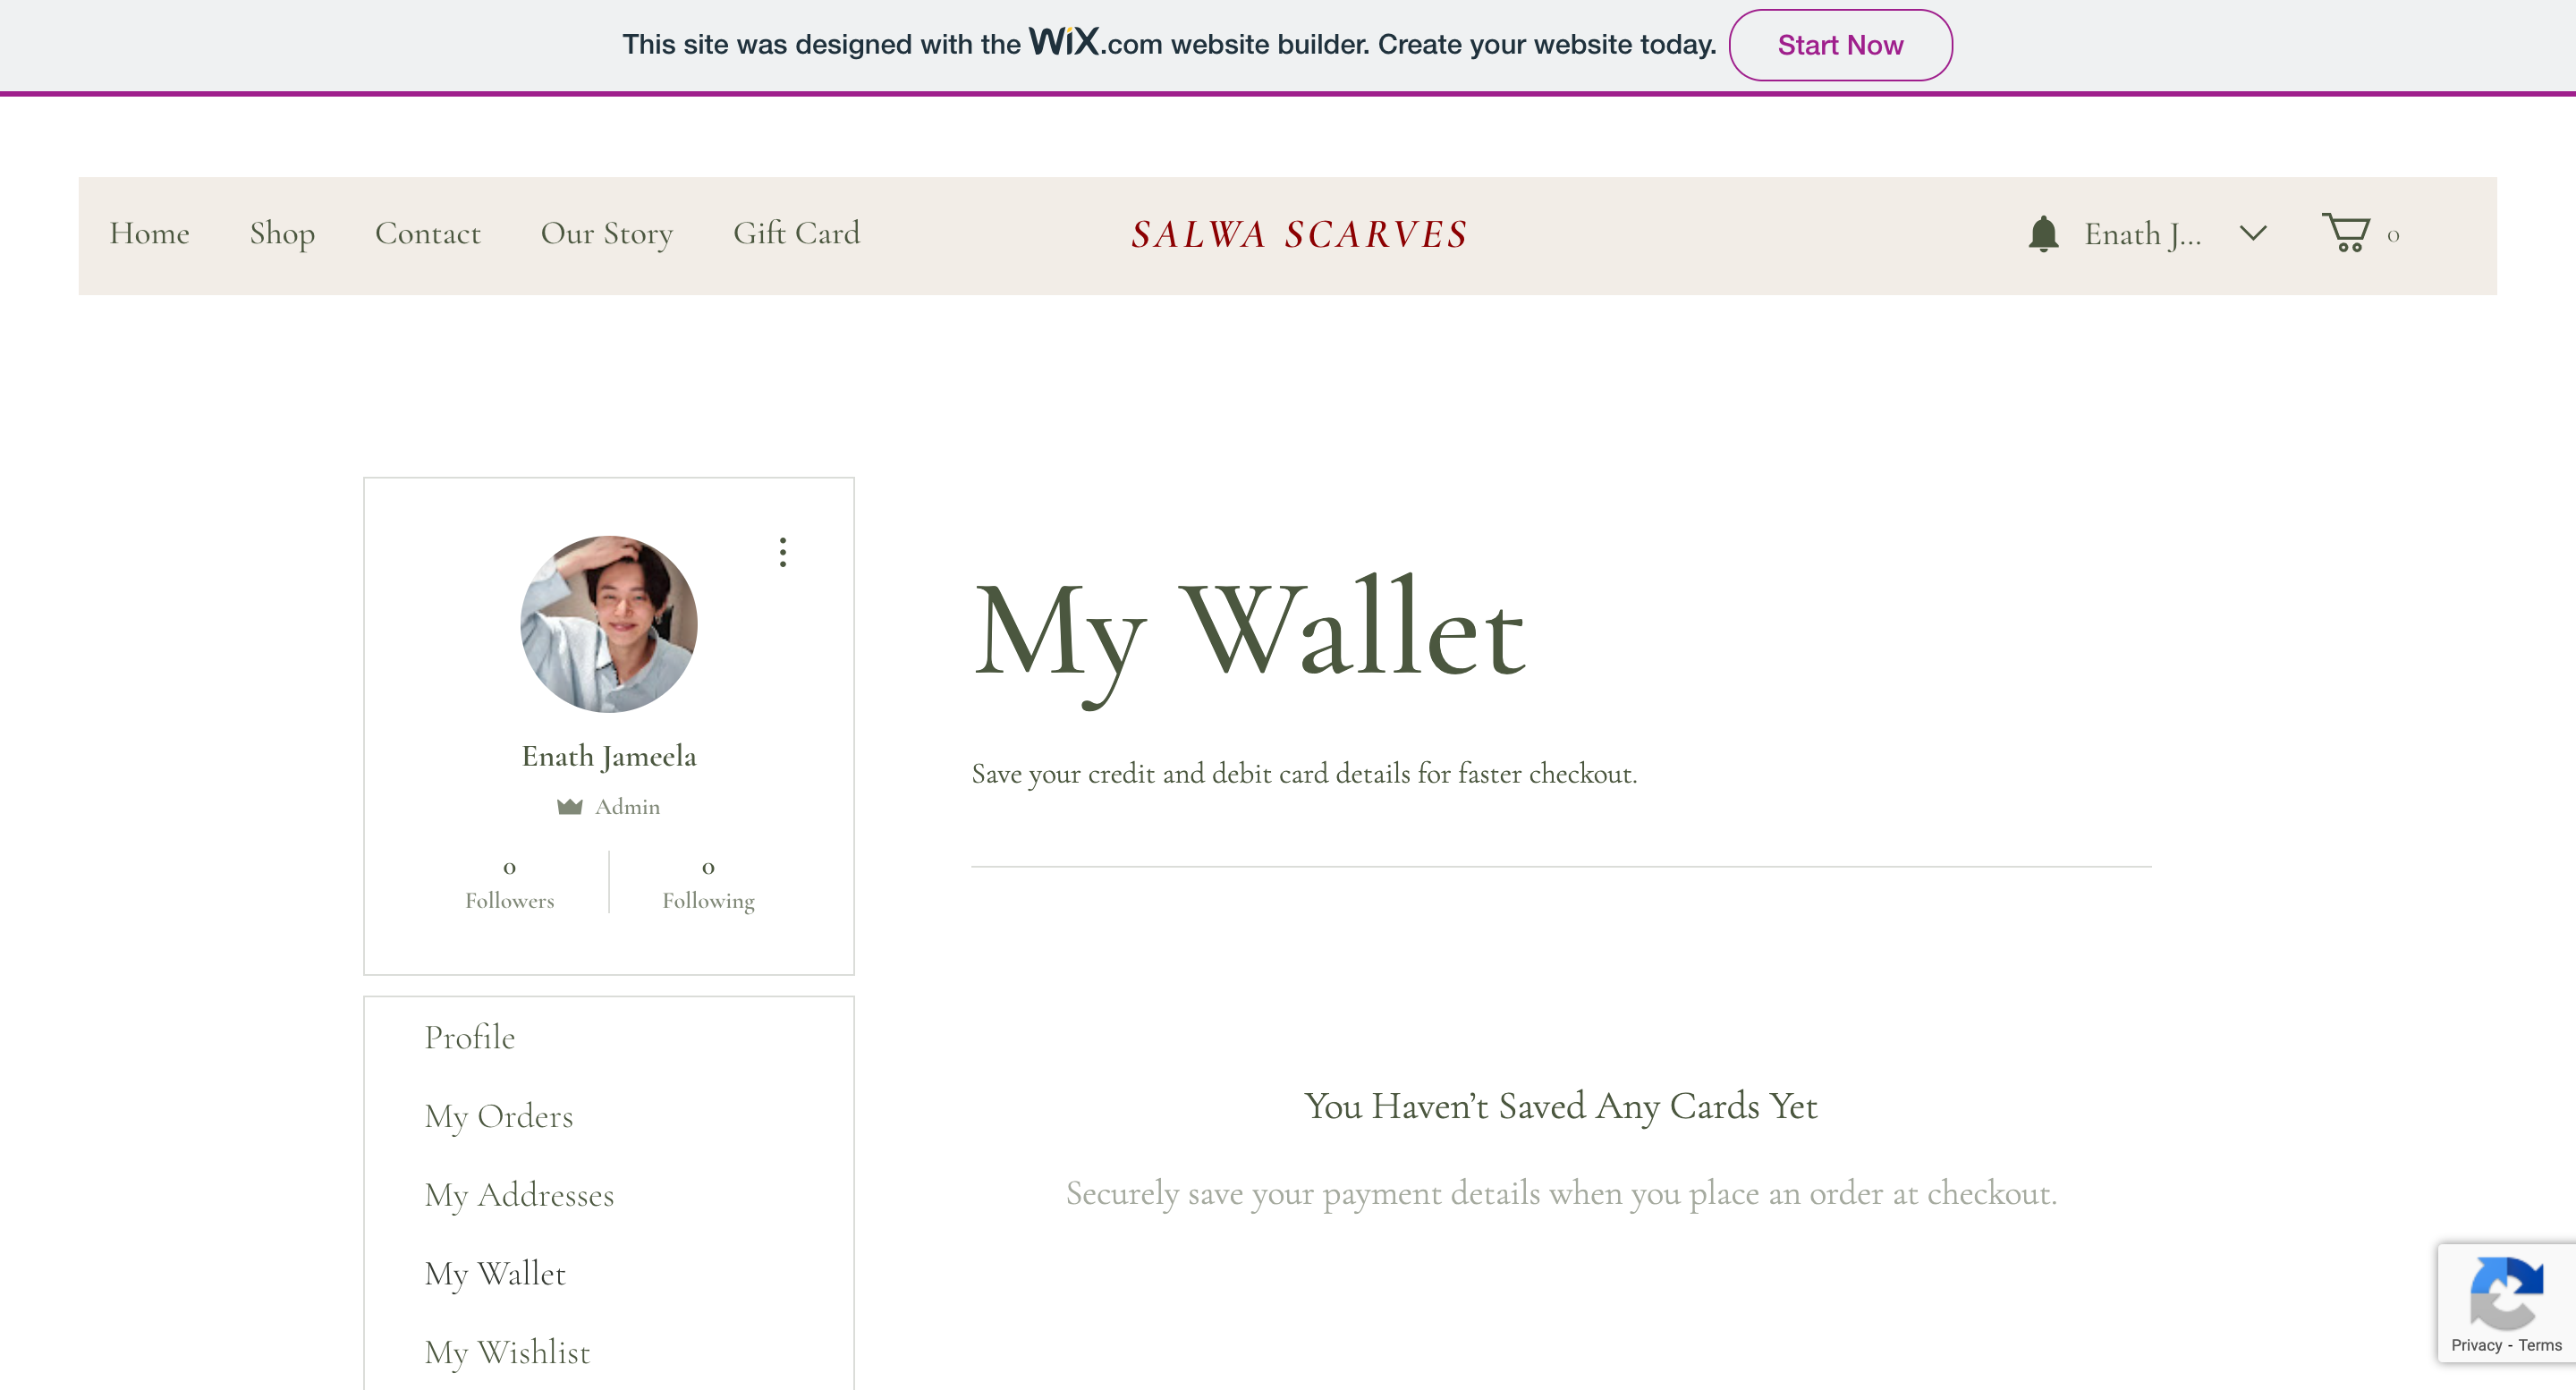 This site was designed with the WiX.com website builder. Create your website today. Start Now
Home Shop Contact Our Story Gift Card SALWA SCARVES Enath J... 0
My Wallet
Save your credit and debit card details for faster checkout.
Enath Jameela
Admin
0 0
Followers Following
Profile
My Orders
My Addresses
My Wallet
My Wishlist
You Haven’t Saved Any Cards Yet
Securely save your payment details when you place an order at checkout.
Privacy - Terms